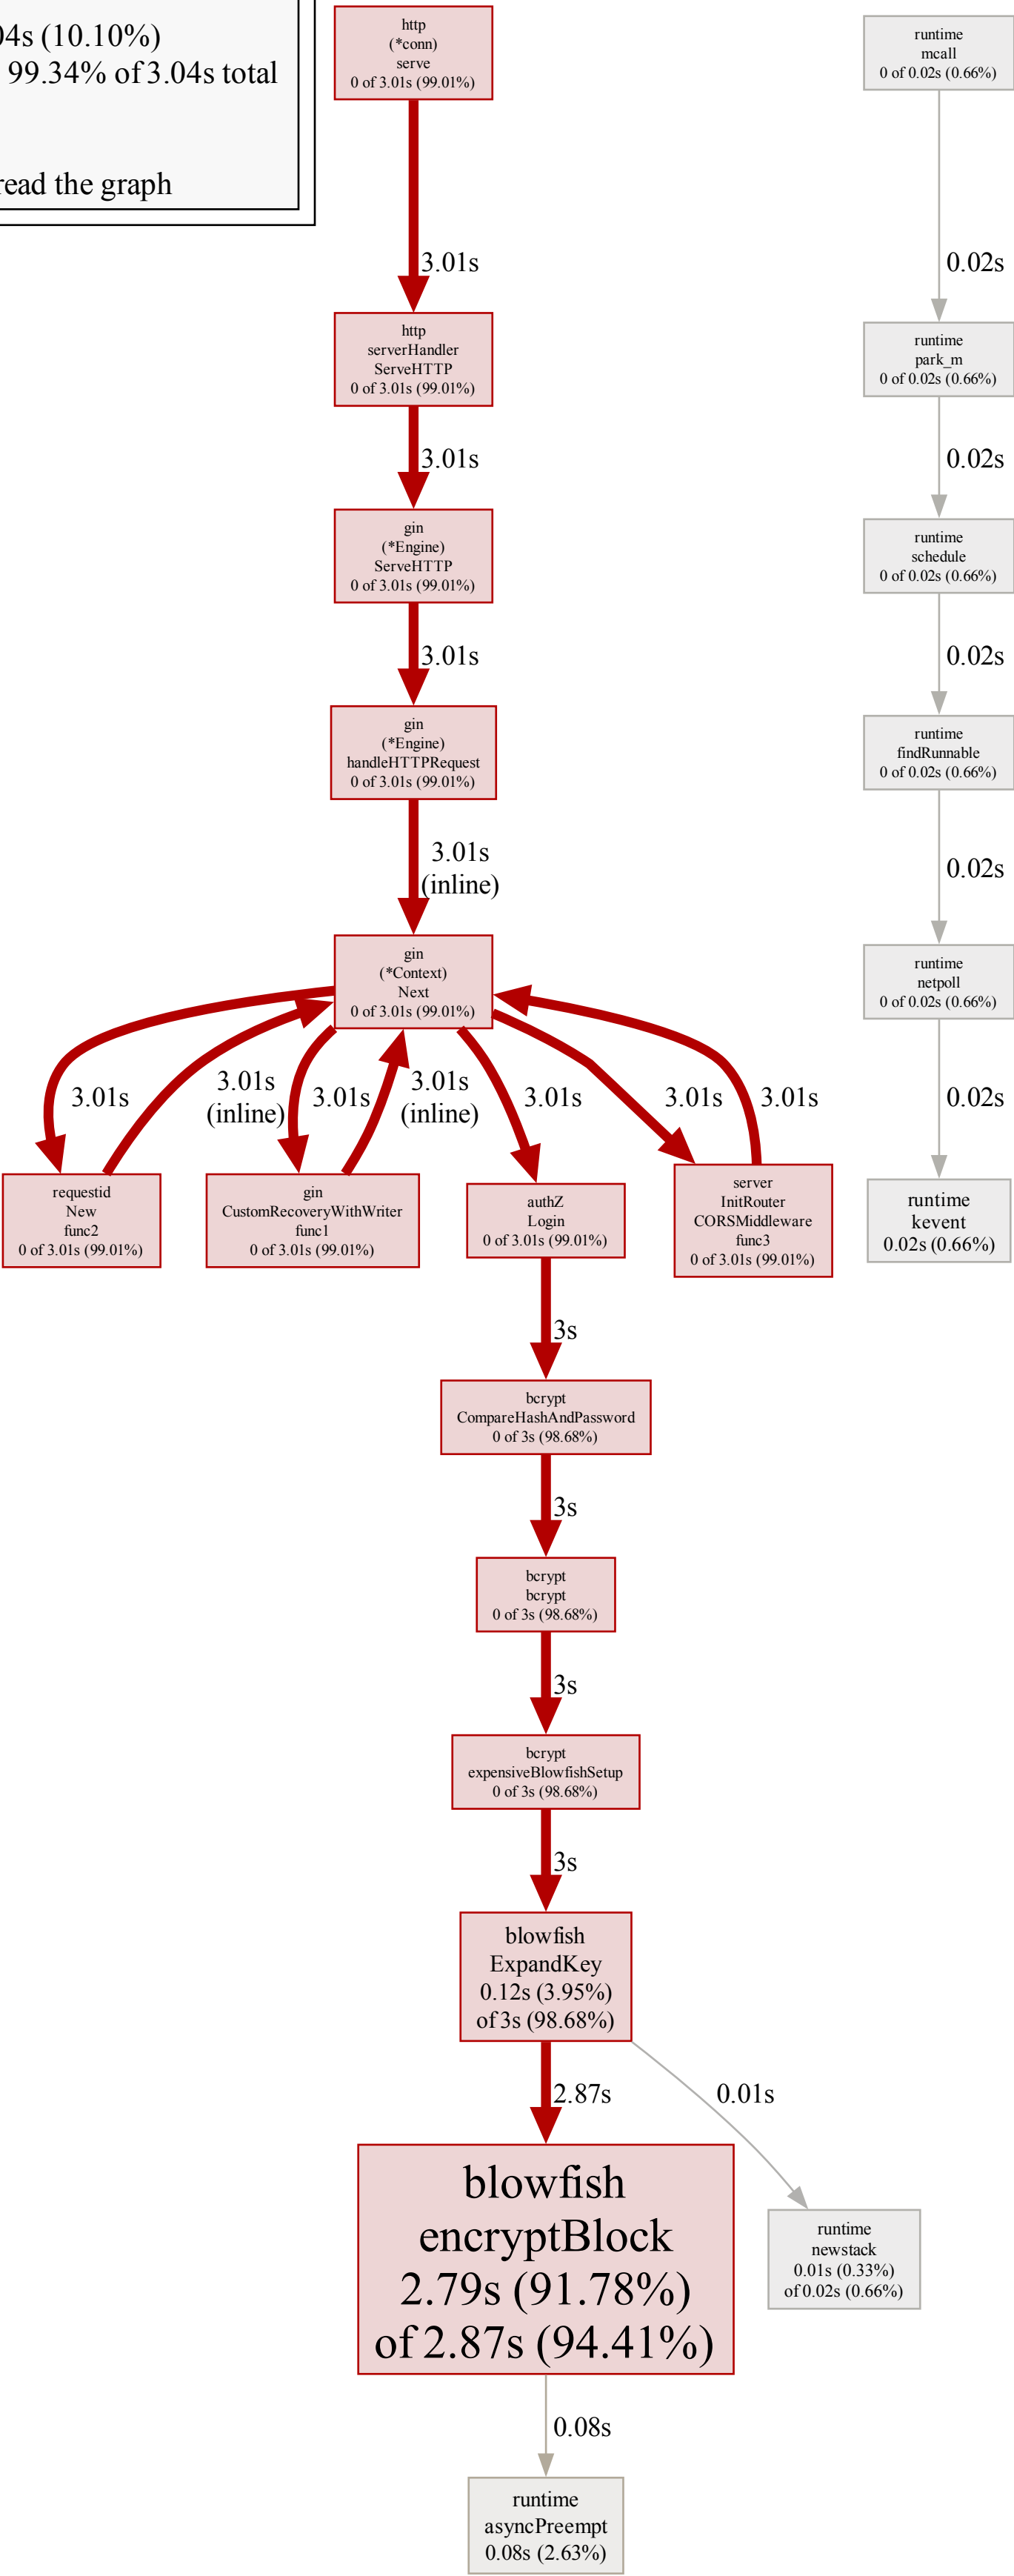 04s (10.10%)
99.34% of 3.04s total
read the graph
http
(*conn)
serve
0 of 3.01s (99.01%)
runtime
mcall
0 of 0.02s (0.66%)
3.01s
0.02s
http
serverHandler
ServeHTTP
0 of 3.01s (99.01%)
runtime
park_m
0 of 0.02s (0.66%)
3.01s
0.02s
gin
(*Engine)
ServeHTTP
0 of 3.01s (99.01%)
runtime
schedule
0 of 0.02s (0.66%)
3.01s
0.02s
gin
(*Engine)
handleHTTPRequest
0 of 3.01s (99.01%)
runtime
findRunnable
0 of 0.02s (0.66%)
3.01s
(inline)
0.02s
gin
(*Context)
Next
0 of 3.01s (99.01%)
runtime
netpoll
0 of 0.02s (0.66%)
3.01s
3.01s
(inline)
3.01s
3.01s
(inline)
3.01s
3.01s
3.01s
0.02s
requestid
New
func2
0 of 3.01s (99.01%)
gin
CustomRecoveryWithWriter
func1
0 of 3.01s (99.01%)
authZ
Login
0 of 3.01s (99.01%)
server
InitRouter
CORSMiddleware
func3
0 of 3.01s (99.01%)
runtime
kevent
0.02s (0.66%)
3s
bcrypt
CompareHashAndPassword
0 of 3s (98.68%)
3s
bcrypt
bcrypt
0 of 3s (98.68%)
3s
bcrypt
expensiveBlowfishSetup
0 of 3s (98.68%)
3s
blowfish
ExpandKey
0.12s (3.95%)
of 3s (98.68%)
2.87s
0.01s
blowfish
encryptBlock
2.79s (91.78%)
of 2.87s (94.41%)
runtime
newstack
0.01s (0.33%)
of 0.02s (0.66%)
0.08s
runtime
asyncPreempt
0.08s (2.63%)